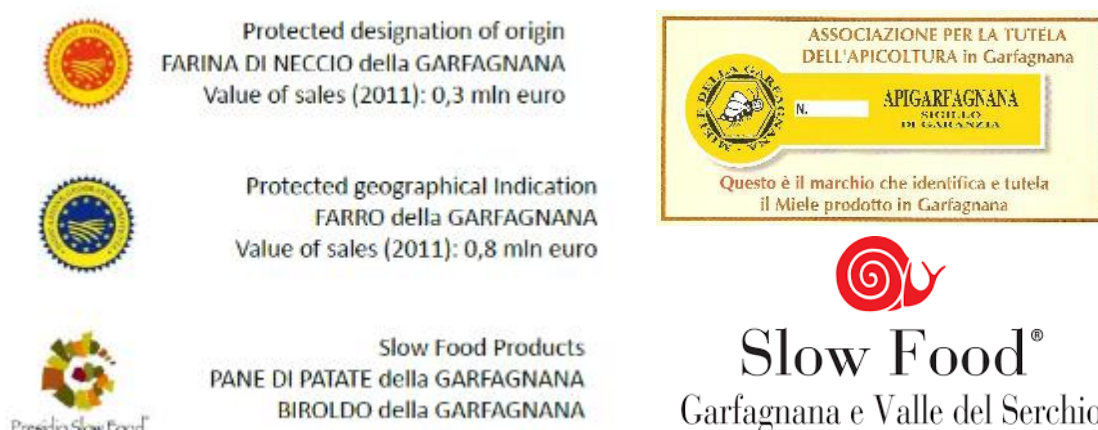 Protected designation of origin
FARINA DI NECCIO della GARFAGNANA
Value of sales (2011): 0,3 mln euro
Protected geographical Indication
FARRO della GARFAGNANA
Value of sales (2011): 0,8 mln euro
Slow Food Products
PANE DI PATATE della GARFAGNANA
BIROLDO della GARFAGNANA
Presidio Slow Food
ASSOCIAZIONE PER LA TUTELA
DELL'APICOLTURA in Garfagnana
MIELE DELLA GARFAGNANA
N.
APIGARFAGNANA
SIGILLO
DI GARANZIA
Questo è il marchio che identifica e tutela
il Miele prodotto in Garfagnana
Slow Food®
Garfagnana e Valle del Serchio